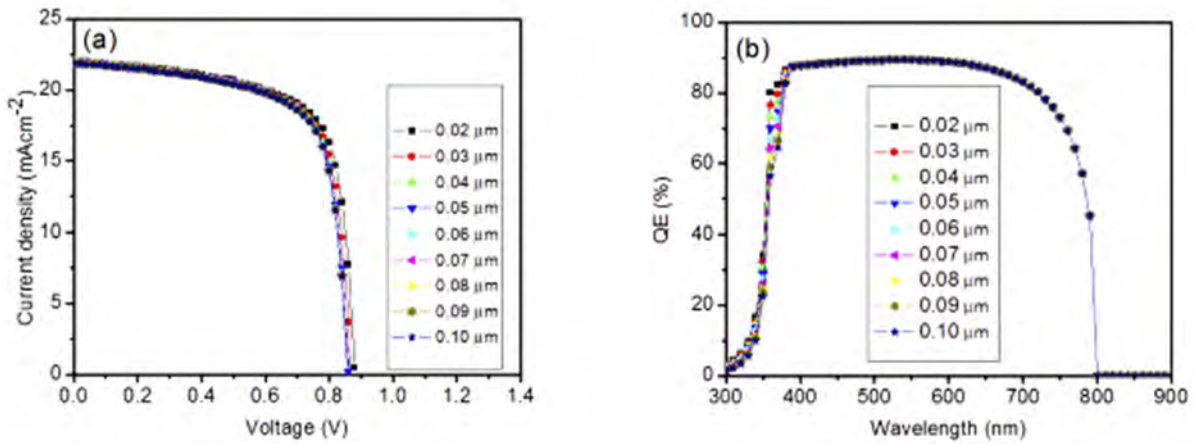 (a)
25
20
15
10
5
0
Current density (mAcm-2)
0.0 0.2 0.4 0.6 0.8 1.0 1.2 1.4
Voltage (V)
0.02 μm
0.03 μm
0.04 μm
0.05 μm
0.06 μm
0.07 μm
0.08 μm
0.09 μm
0.10 μm
(b)
100
80
60
40
20
0
QE (%)
300 400 500 600 700 800 900
Wavelength (nm)
0.02 μm
0.03 μm
0.04 μm
0.05 μm
0.06 μm
0.07 μm
0.08 μm
0.09 μm
0.10 μm